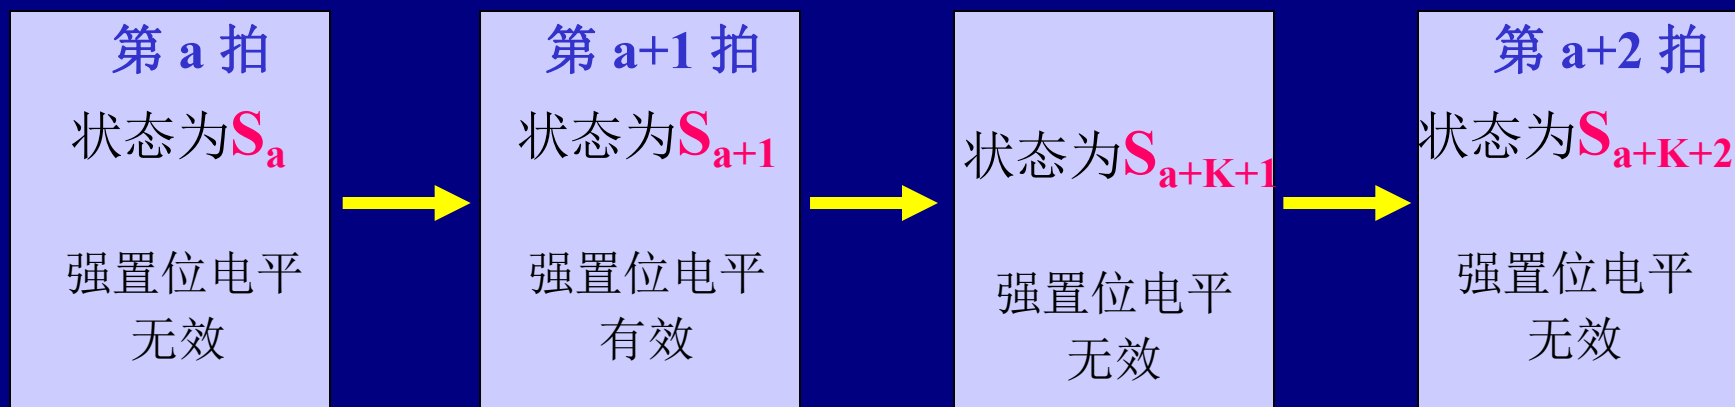 第 a 拍
状态为Sa
强置位电平
无效
第 a+1 拍
状态为Sa+1
强置位电平
有效
状态为Sa+K+1
强置位电平
无效
第 a+2 拍
状态为Sa+K+2
强置位电平
无效